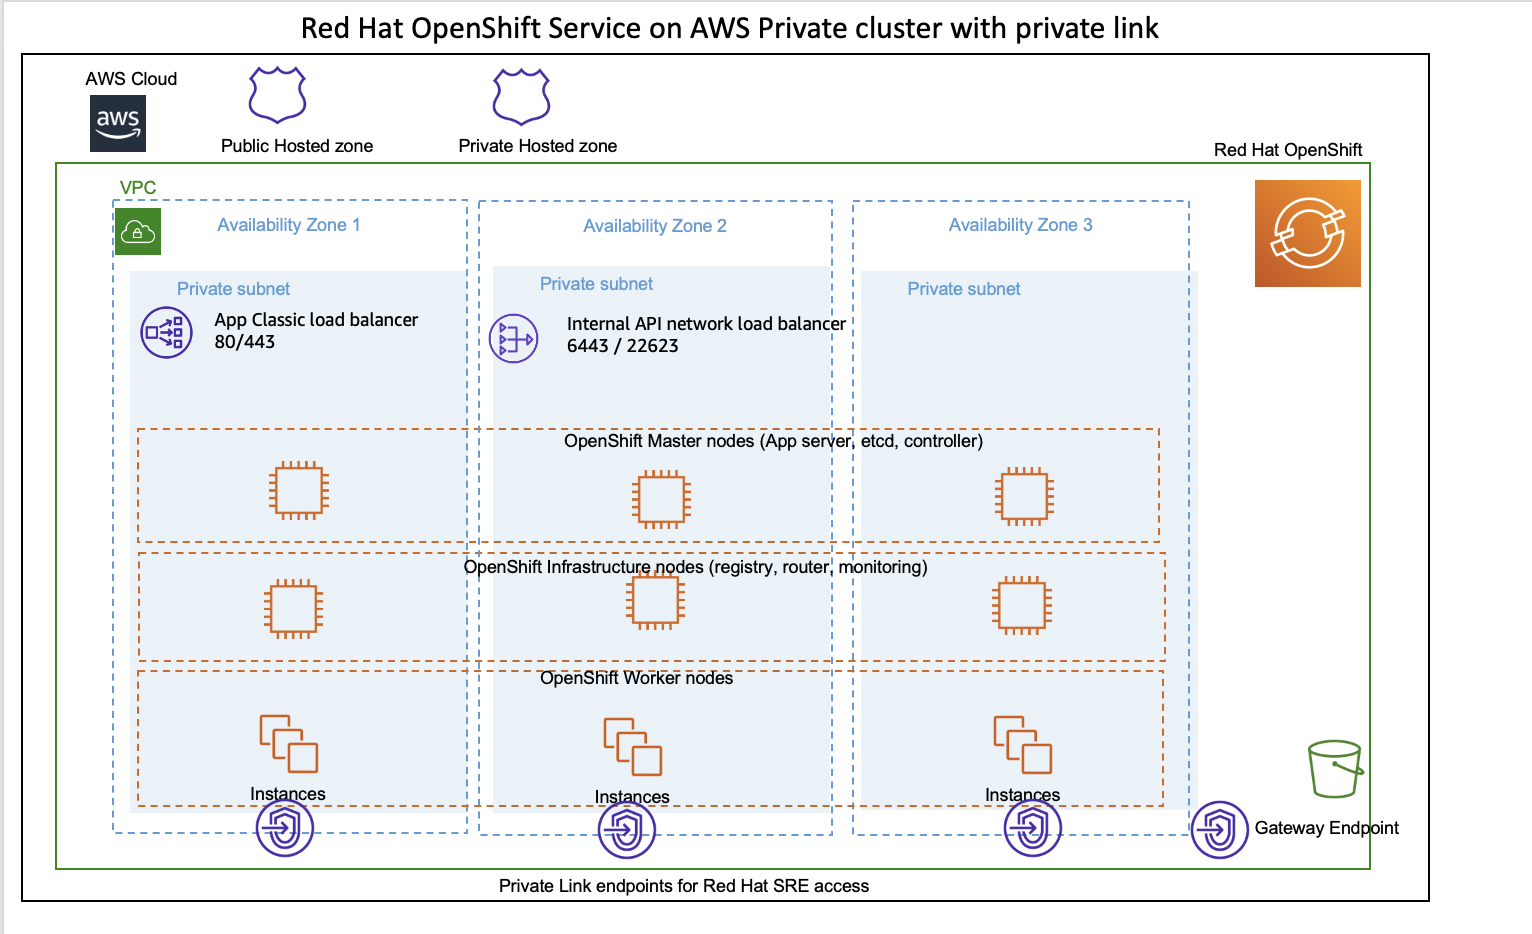 Red Hat OpenShift Service on AWS Private cluster with private link
AWS Cloud
aws
Public Hosted zone
Private Hosted zone
Red Hat OpenShift
VPC
Availability Zone 1
Availability Zone 2
Availability Zone 3
Private subnet
Private subnet
Private subnet
App Classic load balancer
80/443
Internal API network load balancer
6443 / 22623
OpenShift Master nodes (App server, etcd, controller)
OpenShift Infrastructure nodes (registry, router, monitoring)
OpenShift Worker nodes
Instances
Instances
Instances
Gateway Endpoint
Private Link endpoints for Red Hat SRE access